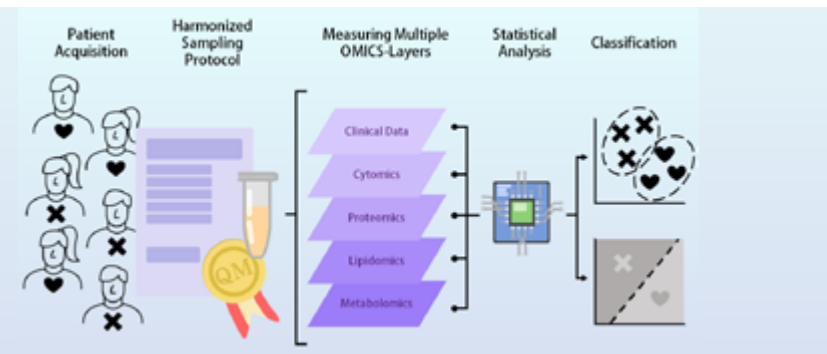 Patient
Acquisition
Harmonized
Sampling
Protocol
Measuring Multiple
OMICS-Layers
Statistical
Analysis
Classification
Clinical Data
Cytomics
Proteomics
Lipidomics
Metabolomics
QM